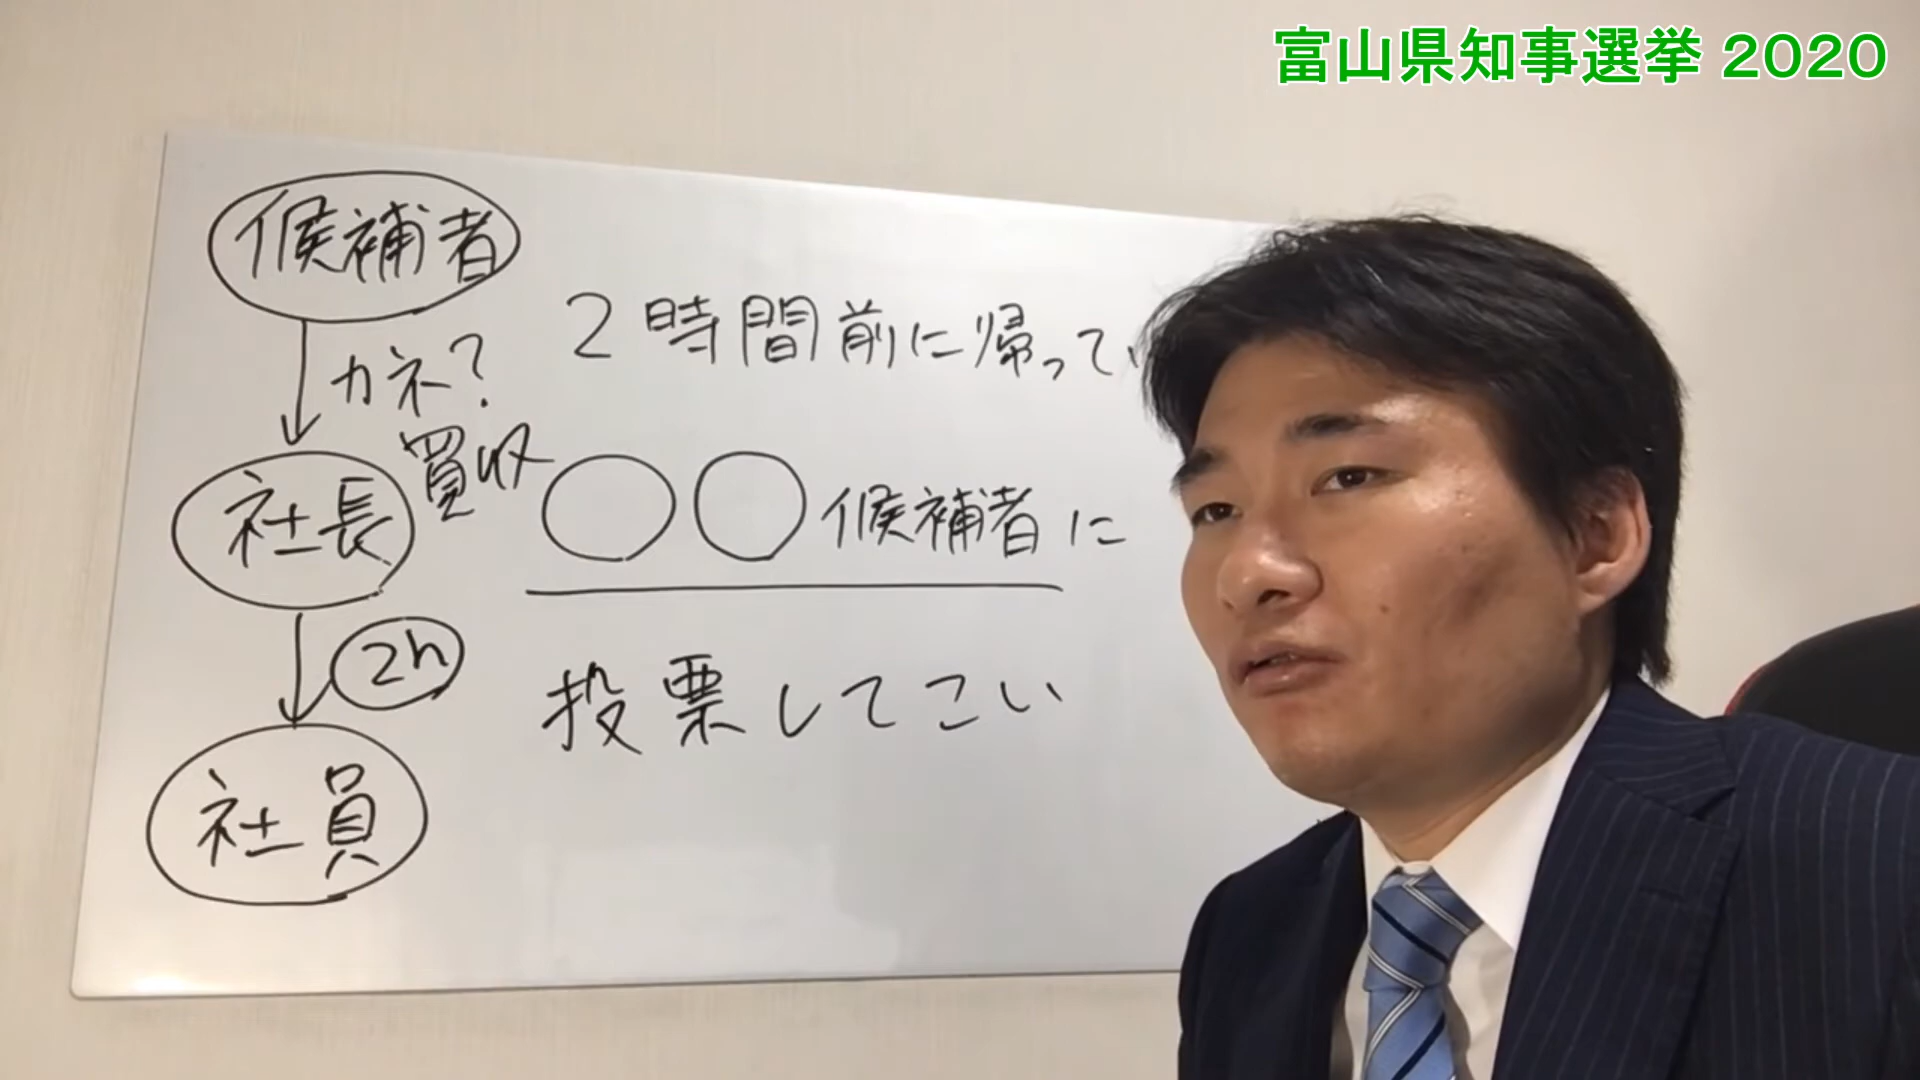 富山県知事選挙 2020
候補者
カネ?
買収
社長
2h
社員
2時間前に帰って
○○候補者に
投票してこい